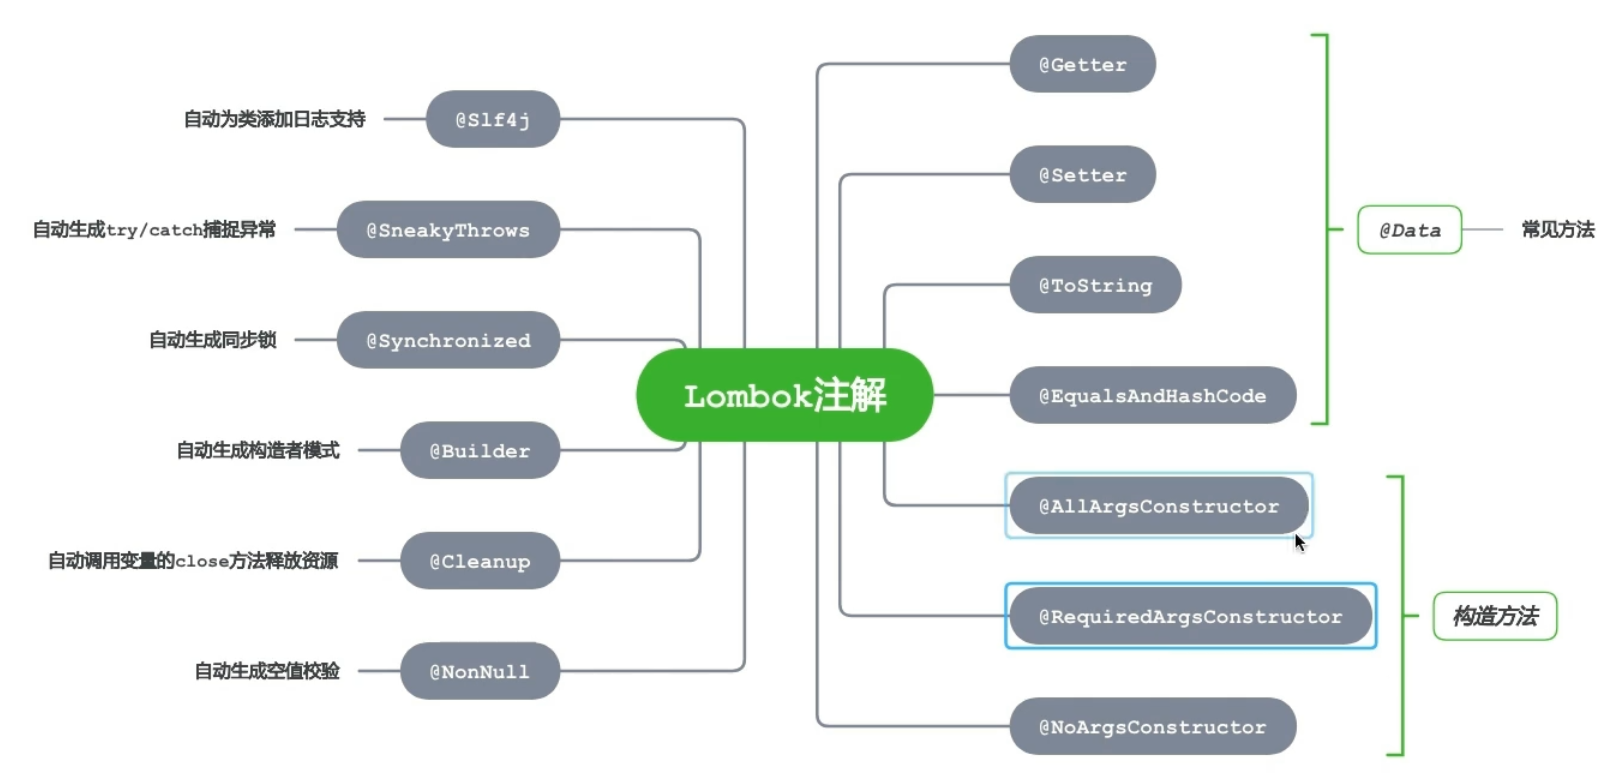 自动为类添加日志支持
@Slf4j
自动生成try/catch捕捉异常
@SneakyThrows
自动生成同步锁
@Synchronized
自动生成构造者模式
@Builder
自动调用变量的close方法释放资源
@Cleanup
自动生成空值校验
@NonNull
Lombok注解
@Getter
@Setter
@ToString
@EqualsAndHashCode
@Data
常见方法
@AllArgsConstructor
@RequiredArgsConstructor
@NoArgsConstructor
构造方法